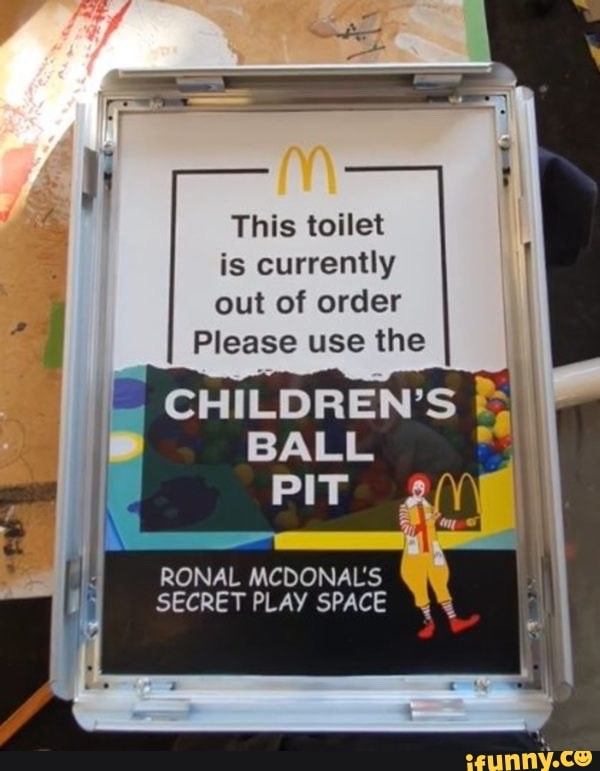 This toilet
is currently
out of order
Please use the
CHILDREN'S
BALL
PIT
RONAL MCDONAL'S
SECRET PLAY SPACE
ifunny.co